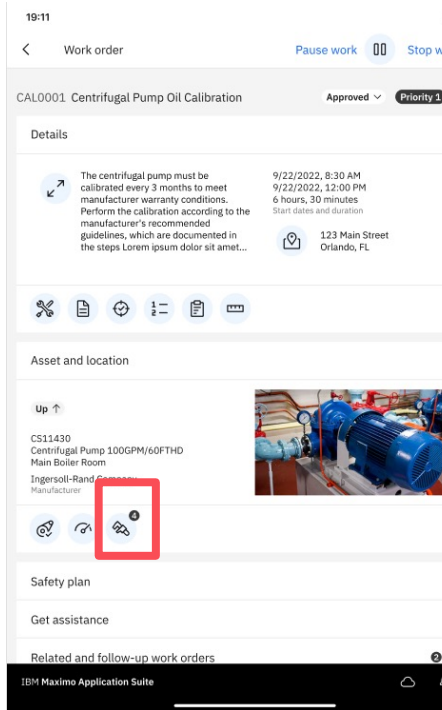 19:11
Work order
Pause work
Stop w
CAL0001 Centrifugal Pump Oil Calibration
Approved
Priority 1
Details
The centrifugal pump must be
calibrated every 3 months to meet
manufacturer warranty conditions.
Perform the calibration according to the
manufacturer's recommended
guidelines, which are documented in
the steps Lorem ipsum dolor sit amet...
9/22/2022, 8:30 AM
9/22/2022, 12:00 PM
6 hours, 30 minutes
Start dates and duration
123 Main Street
Orlando, FL
Asset and location
Up
CS11430
Centrifugal Pump 100GPM/60FTHD
Main Boiler Room
Ingersoll-Rand Company
Manufacturer
4
Safety plan
Get assistance
Related and follow-up work orders
2
IBM Maximo Application Suite